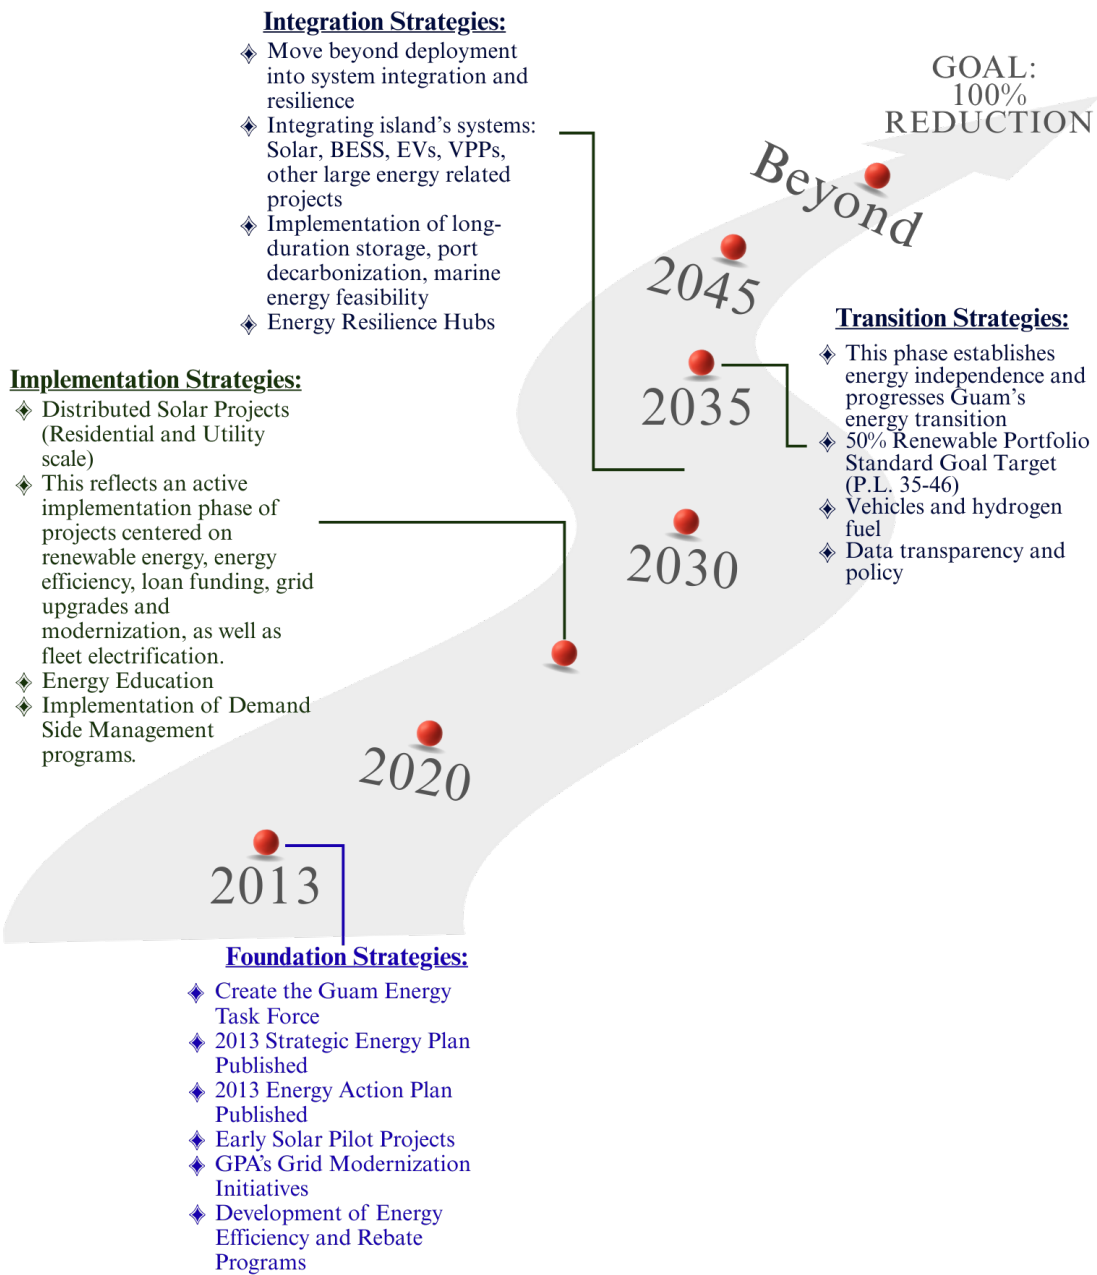 Integration Strategies:
Move beyond deployment
into system integration and
resilience
Integrating island’s systems:
Solar, BESS, EVs, VPPs,
other large energy related
projects
Implementation of long-
duration storage, port
decarbonization, marine
energy feasibility
Energy Resilience Hubs
GOAL:
100%
REDUCTION
Beyond
2045
Transition Strategies:
This phase establishes
energy independence and
progresses Guam’s
energy transition
50% Renewable Portfolio
Standard Goal Target
(P.L. 35-46)
Vehicles and hydrogen
fuel
Data transparency and
policy
2035
2030
Implementation Strategies:
Distributed Solar Projects
(Residential and Utility
scale)
This reflects an active
implementation phase of
projects centered on
renewable energy, energy
efficiency, loan funding, grid
upgrades and
modernization, as well as
fleet electrification.
Energy Education
Implementation of Demand
Side Management
programs.
2020
2013
Foundation Strategies:
Create the Guam Energy
Task Force
2013 Strategic Energy Plan
Published
2013 Energy Action Plan
Published
Early Solar Pilot Projects
GPA’s Grid Modernization
Initiatives
Development of Energy
Efficiency and Rebate
Programs